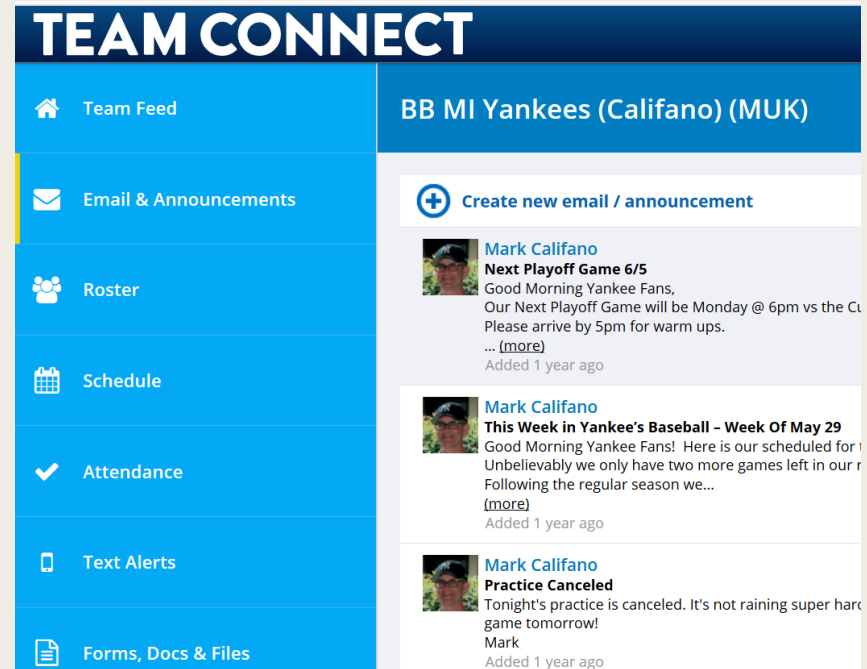 TEAM CONNECT
Team Feed
Email & Announcements
Roster
Schedule
Attendance
Text Alerts
Forms, Docs & Files
BB MI Yankees (Califano) (MUK)
Create new email / announcement
Mark Califano
Next Playoff Game 6/5
Good Morning Yankee Fans,
Our Next Playoff Game will be Monday @ 6pm vs the
Please arrive by 5pm for warm ups.
... (more)
Added 1 year ago
Mark Califano
This Week in Yankee’s Baseball – Week Of May 29
Good Morning Yankee Fans!  Here is our scheduled for
Unbelievably we only have two more games left in our
Following the regular season we...
(more)
Added 1 year ago
Mark Califano
Practice Canceled
Tonight's practice is canceled. It's not raining super
game tomorrow!
Mark
Added 1 year ago